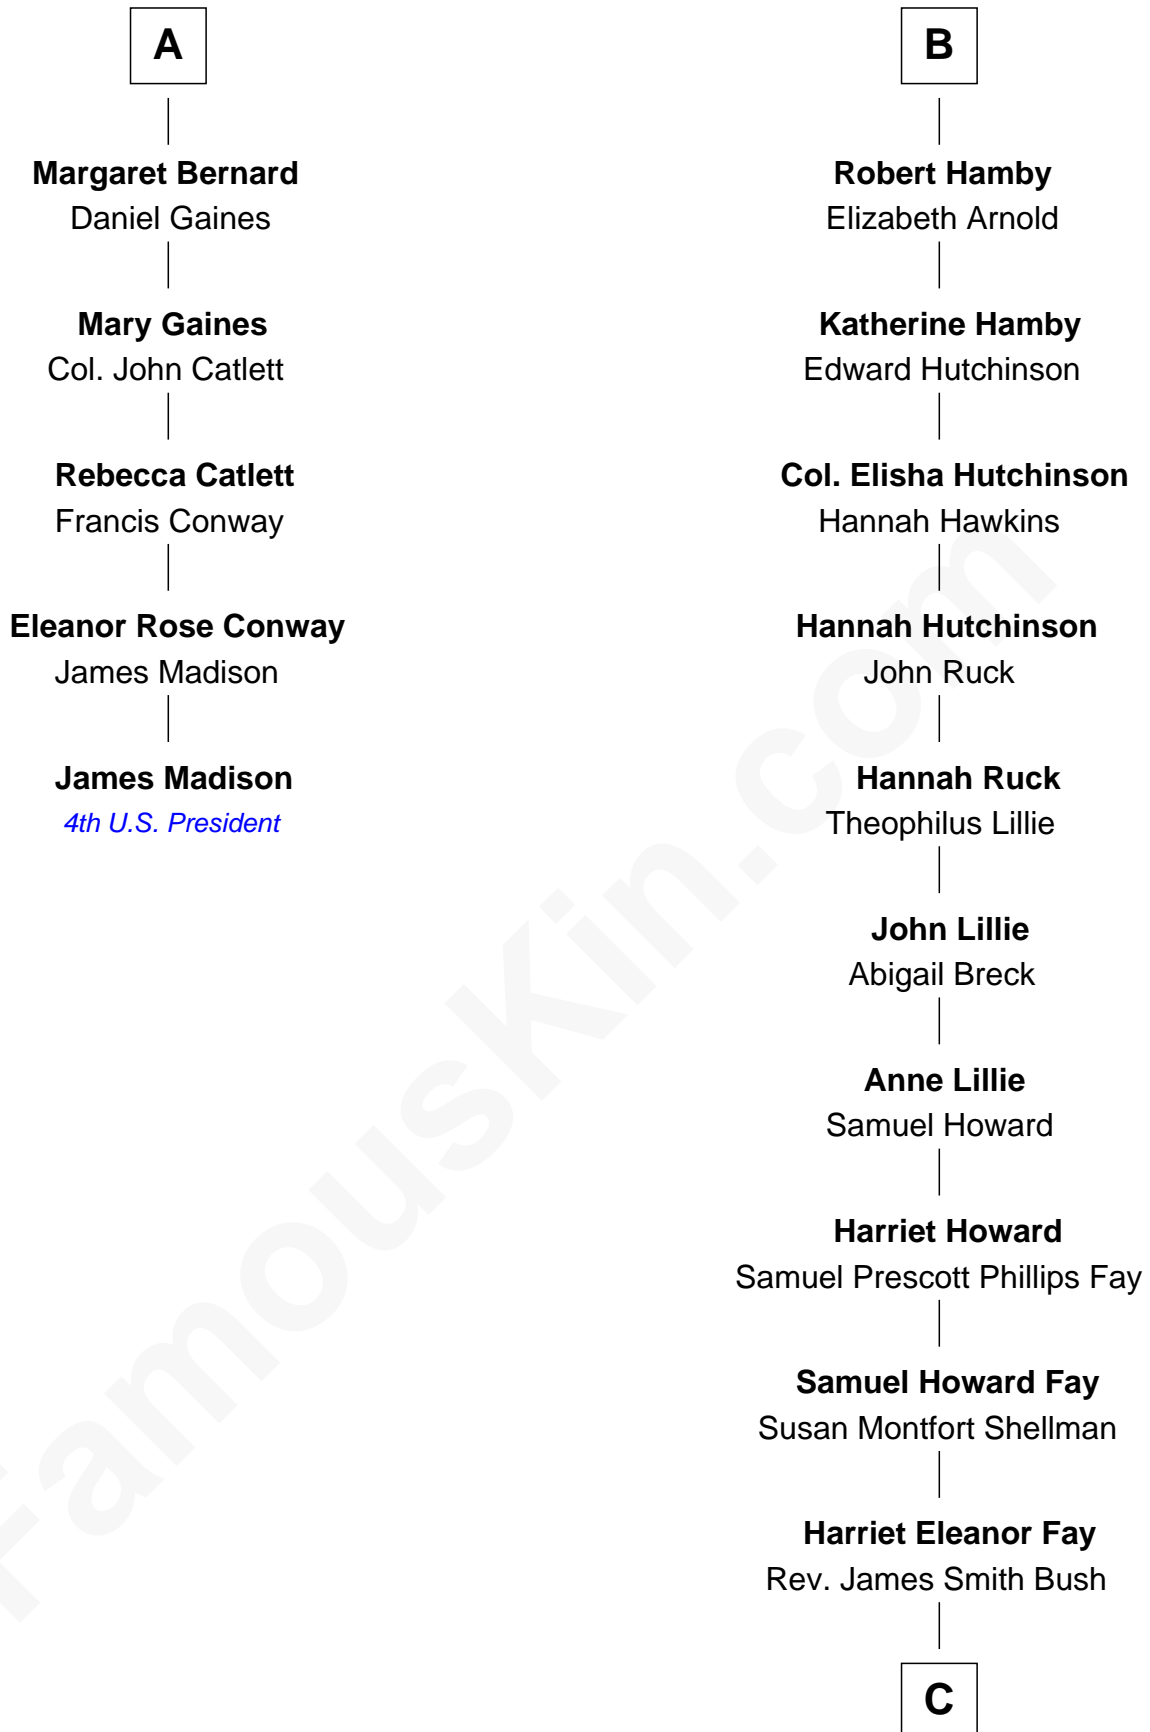 A
Margaret Bernard
Daniel Gaines
Mary Gaines
Col. John Catlett
Rebecca Catlett
Francis Conway
Eleanor Rose Conway
James Madison
James Madison
4th U.S. President
B
Robert Hamby
Elizabeth Arnold
Katherine Hamby
Edward Hutchinson
Col. Elisha Hutchinson
Hannah Hawkins
Hannah Hutchinson
John Ruck
Hannah Ruck
Theophilus Lillie
John Lillie
Abigail Breck
Anne Lillie
Samuel Howard
Harriet Howard
Samuel Prescott Phillips Fay
Samuel Howard Fay
Susan Montfort Shellman
Harriet Eleanor Fay
Rev. James Smith Bush
C
FamousKin.com